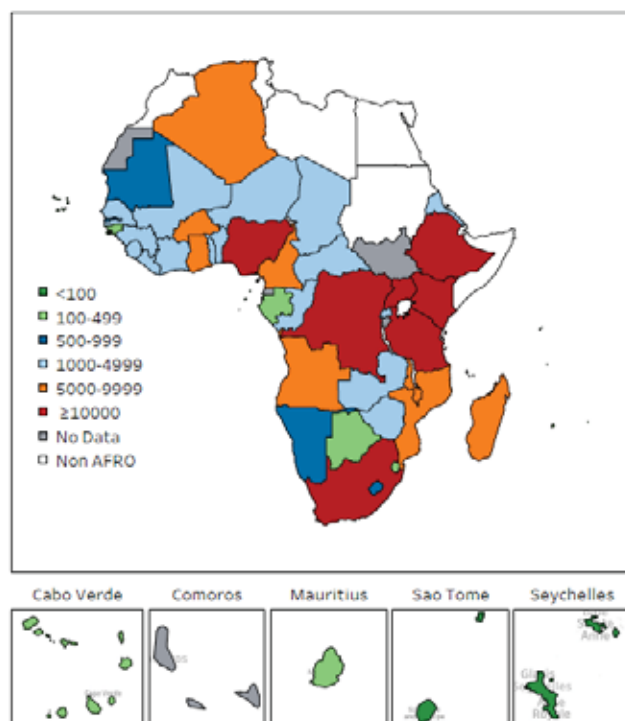 <100
100-499
500-999
1000-4999
5000-9999
≥10000
No Data
Non AFRO
Cabo Verde
Comoros
Mauritius
Sao Tome
Seychelles